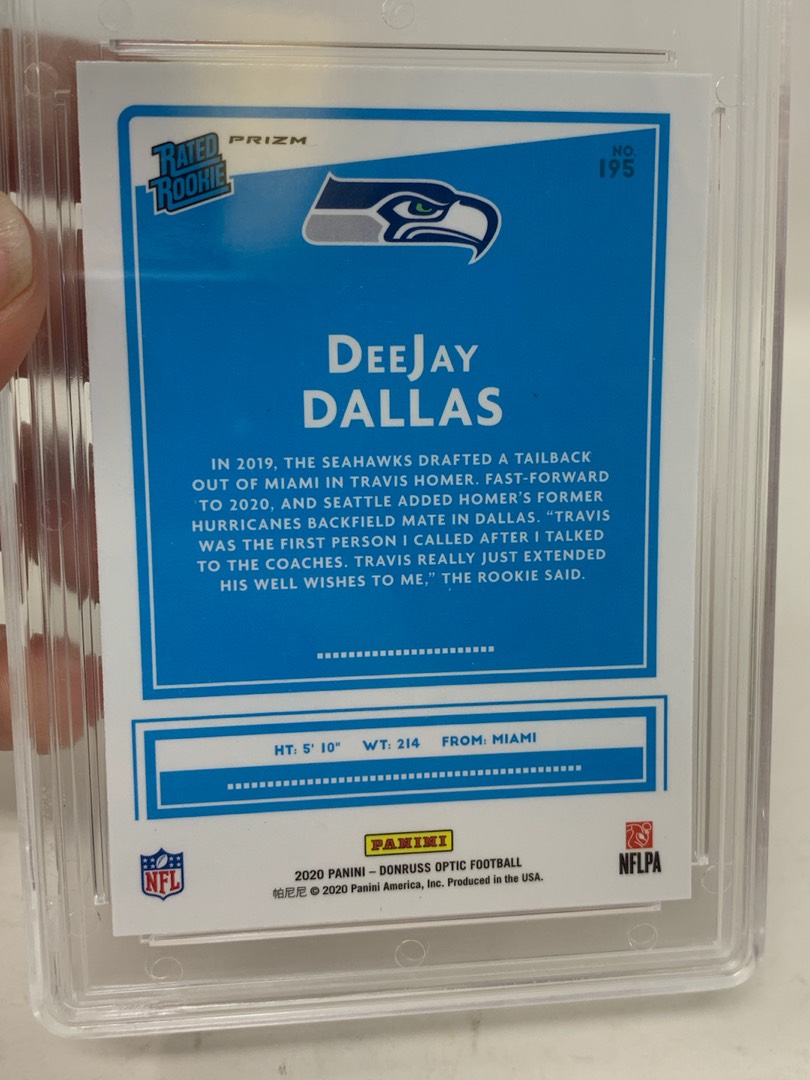 RATED
ROOKIE
PRIZM
NO.
195
DEEJAY
DALLAS
IN 2019, THE SEAHAWKS DRAFTED A TAILBACK
OUT OF MIAMI IN TRAVIS HOMER. FAST-FORWARD
TO 2020, AND SEATTLE ADDED HOMER'S FORMER
HURRICANES BACKFIELD MATE IN DALLAS. “TRAVIS
WAS THE FIRST PERSON I CALLED AFTER I TALKED
TO THE COACHES. TRAVIS REALLY JUST EXTENDED
HIS WELL WISHES TO ME,” THE ROOKIE SAID.
HT: 5' 10" WT: 214 FROM: MIAMI
PANINI
NFL
NFLPA
2020 PANINI – DONRUSS OPTIC FOOTBALL
帕尼尼 © 2020 Panini America, Inc. Produced in the USA.